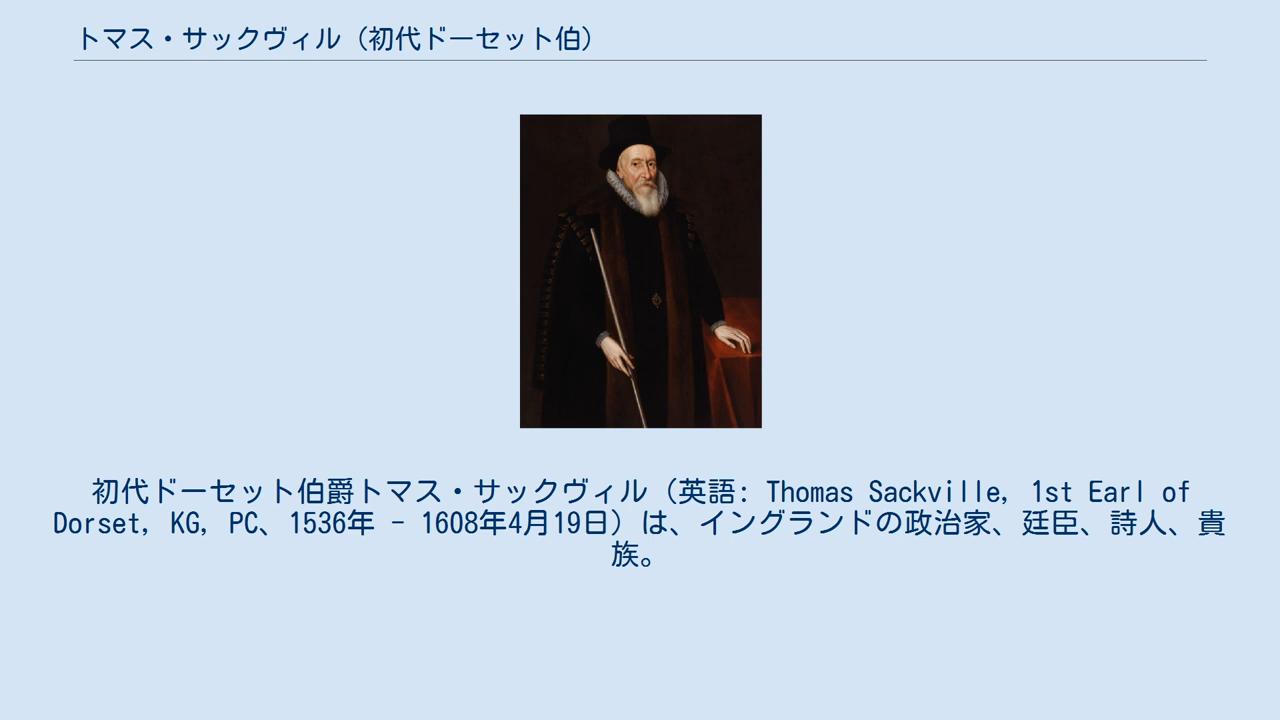 トマス・サックヴィル（初代ドーセット伯）
初代ドーセット伯爵トマス・サックヴィル（英語: Thomas Sackville, 1st Earl of
Dorset, KG, PC、1536年 - 1608年4月19日）は、イングランドの政治家、廷臣、詩人、貴
族。